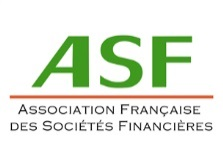 ASF
ASSOCIATION FRANÇAISE
DES SOCIÉTÉS FINANCIÈRES